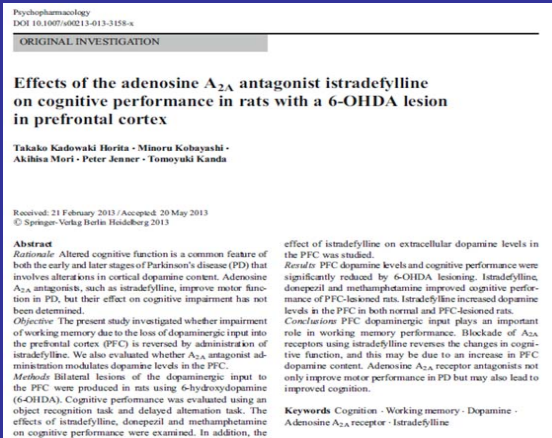 Psychopharmacology
DOI 10.1007/s00213-013-3158-x
ORIGINAL INVESTIGATION
Effects of the adenosine A2A antagonist istradefylline
on cognitive performance in rats with a 6-OHDA lesion
in prefrontal cortex
Takako Kadowaki Horita · Minoru Kobayashi ·
Akihisa Mori · Peter Jenner · Tomoyuki Kanda
Received: 21 February 2013 / Accepted: 20 May 2013
© Springer-Verlag Berlin Heidelberg 2013
Abstract
Rationale Altered cognitive function is a common feature of
both the early and later stages of Parkinson's disease (PD) that
involves alterations in cortical dopamine content. Adenosine
A2A antagonists, such as istradefylline, improve motor func-
tion in PD, but their effect on cognitive impairment has not
been determined.
Objective The present study investigated whether impairment
of working memory due to the loss of dopaminergic input into
the prefrontal cortex (PFC) is reversed by administration of
istradefylline. We also evaluated whether A2A antagonist ad-
ministration modulates dopamine levels in the PFC.
Methods Bilateral lesions of the dopaminergic input to
the PFC were produced in rats using 6-hydroxydopamine
(6-OHDA). Cognitive performance was evaluated using an
object recognition task and delayed alternation task. The
effects of istradefylline, donepezil and methamphetamine
on cognitive performance were examined. In addition, the
effect of istradefylline on extracellular dopamine levels in
the PFC was studied.
Results PFC dopamine levels and cognitive performance were
significantly reduced by 6-OHDA lesioning. Istradefylline,
donepezil and methamphetamine improved cognitive perfor-
mance of PFC-lesioned rats. Istradefylline increased dopamine
levels in the PFC in both normal and PFC-lesioned rats.
Conclusions PFC dopaminergic input plays an important
role in working memory performance. Blockade of A2A
receptors using istradefylline reverses the changes in cogni-
tive function, and this may be due to an increase in PFC
dopamine content. Adenosine A2A receptor antagonists not
only improve motor performance in PD but may also lead to
improved cognition.
Keywords Cognition · Working memory · Dopamine ·
Adenosine A2A receptor · Istradefylline